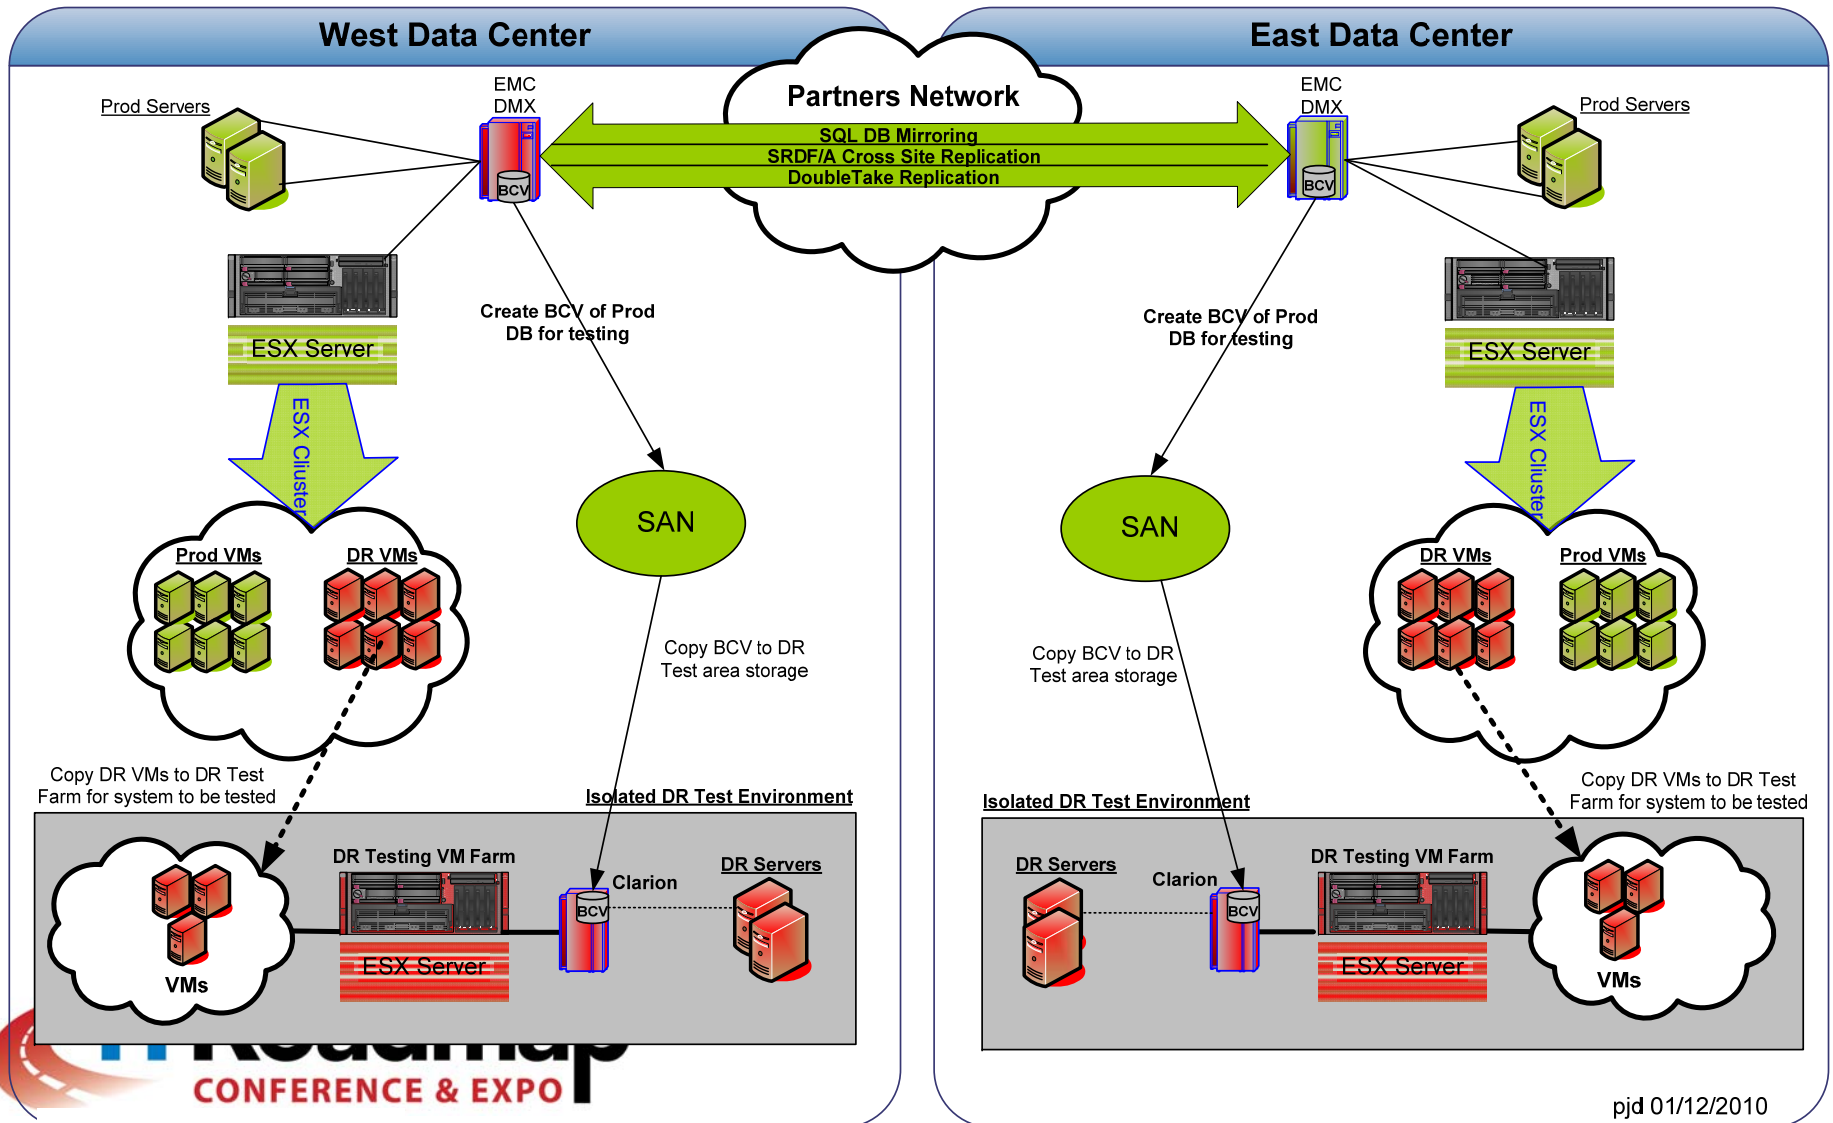 West Data Center
East Data Center
Partners Network
SQL DB Mirroring
SRDF/A Cross Site Replication
DoubleTake Replication
Prod Servers
EMC
DMX
BCV
EMC
DMX
BCV
Prod Servers
ESX Server
ESX Cliuster
Create BCV of Prod
DB for testing
SAN
Prod VMs
DR VMs
Copy BCV to DR
Test area storage
Copy DR VMs to DR Test
Farm for system to be tested
Isolated DR Test Environment
DR Testing VM Farm
ESX Server
VMs
Clarion
BCV
DR Servers
Create BCV of Prod
DB for testing
ESX Server
ESX Cliuster
SAN
DR VMs
Prod VMs
Copy BCV to DR
Test area storage
Copy DR VMs to DR Test
Farm for system to be tested
Isolated DR Test Environment
DR Servers
Clarion
BCV
DR Testing VM Farm
ESX Server
VMs
Roadmap
CONFERENCE & EXPO
pjd 01/12/2010